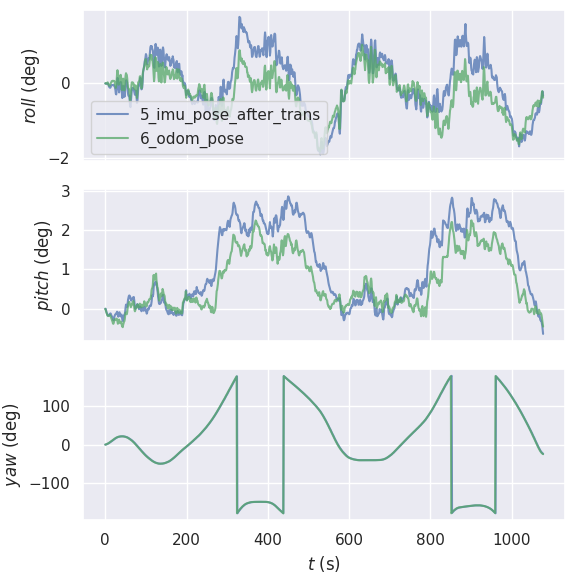 roll (deg)
0
−2
5_imu_pose_after_trans
6_odom_pose
pitch (deg)
3
2
1
0
yaw (deg)
100
0
−100
0 200 400 600 800 1000
t (s)